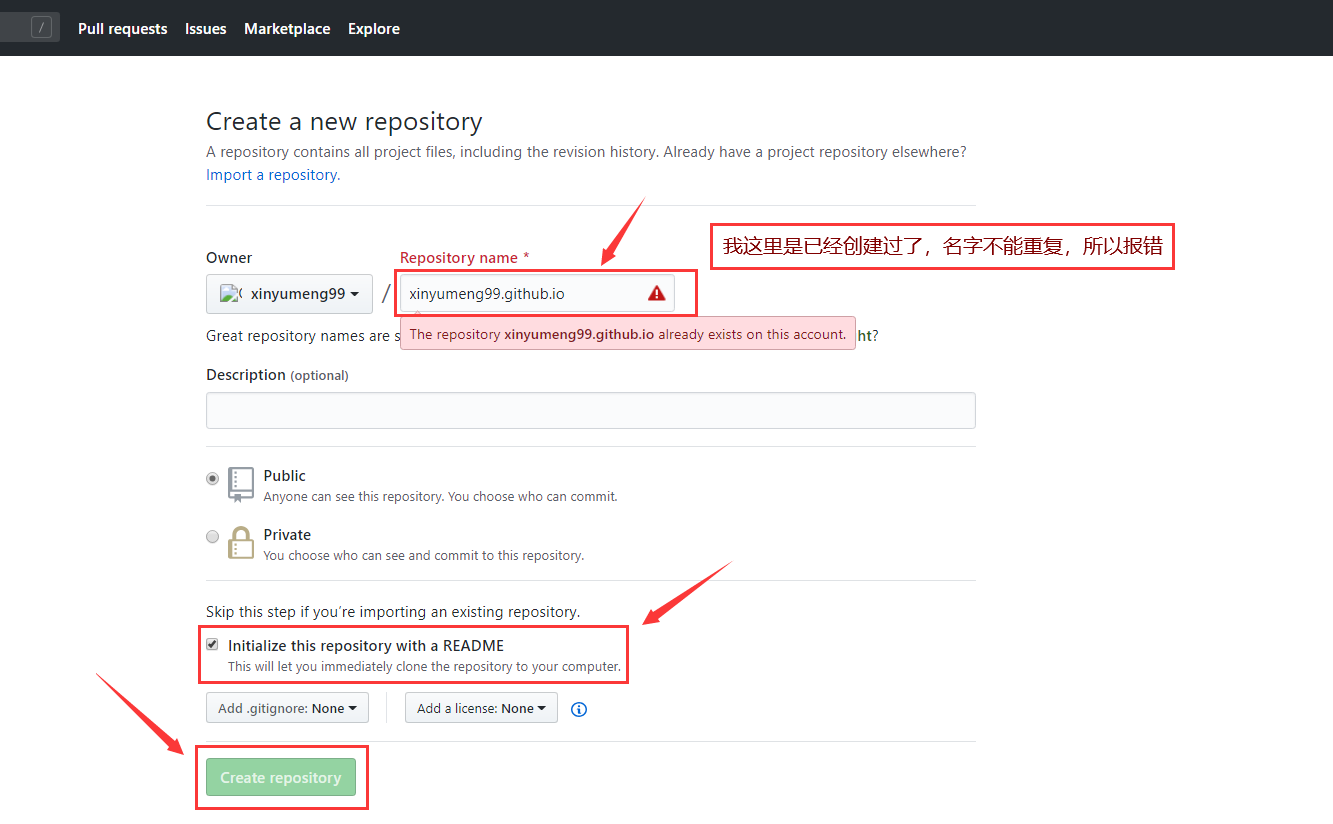 /
Pull requests Issues Marketplace Explore
Create a new repository
A repository contains all project files, including the revision history. Already have a project repository elsewhere?
Import a repository.
我这里是已经创建过了，名字不能重复，所以报错
Owner
Repository name *
xinyumeng99
/
xinyumeng99.github.io
The repository xinyumeng99.github.io already exists on this account.
Great repository names are s ht?
Description (optional)
Public
Anyone can see this repository. You choose who can commit.
Private
You choose who can see and commit to this repository.
Skip this step if you’re importing an existing repository.
Initialize this repository with a README
This will let you immediately clone the repository to your computer.
Add .gitignore: None
Add a license: None
Create repository